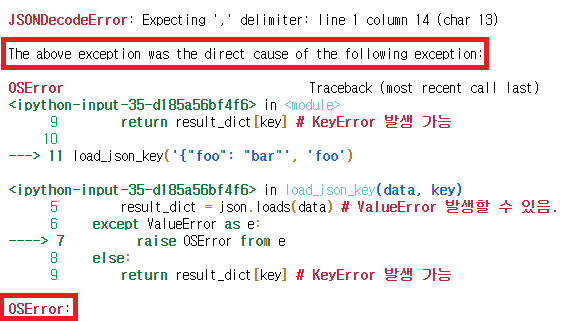 JSONDecodeError: Expecting ',' delimiter: line 1 column 14 (char 13)
The above exception was the direct cause of the following exception:
OSError                                   Traceback (most recent call last)
<ipython-input-35-d185a56bf4f6> in <module>
      9         return result_dict[key] # KeyError 발생 가능
     10
---> 11 load_json_key('{"foo": "bar"', 'foo')
<ipython-input-35-d185a56bf4f6> in load_json_key(data, key)
      5         result_dict = json.loads(data) # ValueError 발생할 수 있음.
      6     except ValueError as e:
----> 7         raise OSError from e
      8     else:
      9         return result_dict[key] # KeyError 발생 가능
OSError: